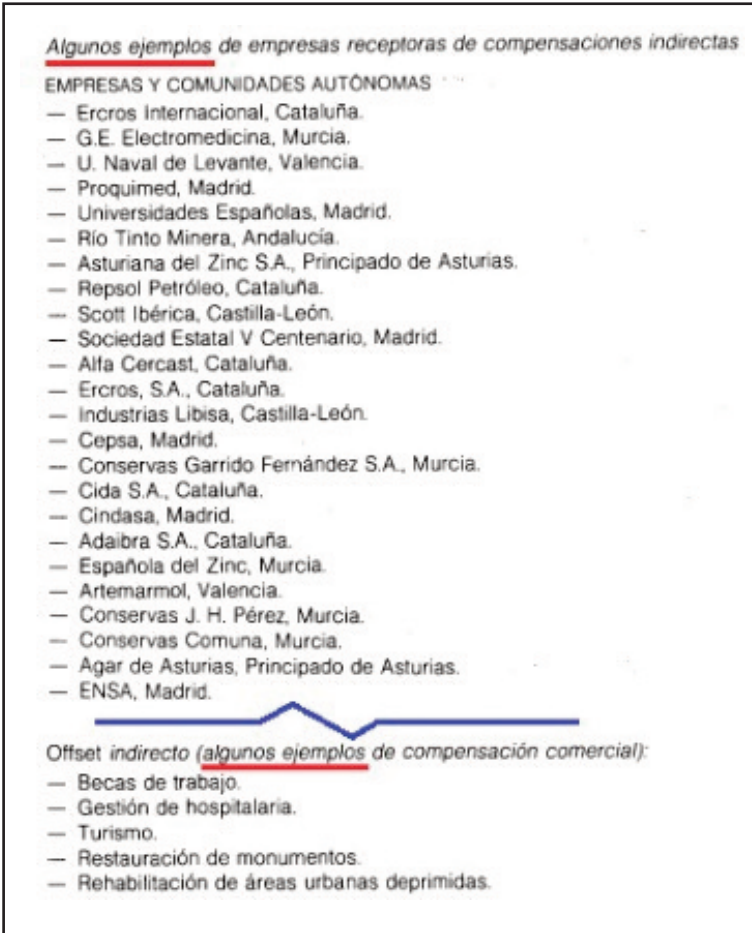 Algunos ejemplos de empresas receptoras de compensaciones indirectas
EMPRESAS Y COMUNIDADES AUTÓNOMAS
— Ercros Internacional, Cataluña.
— G.E. Electromedicina, Murcia.
— U. Naval de Levante, Valencia.
— Proquimed, Madrid.
— Universidades Españolas, Madrid.
— Río Tinto Minera, Andalucía.
— Asturiana del Zinc S.A., Principado de Asturias.
— Repsol Petróleo, Cataluña.
— Scott Ibérica, Castilla-León.
— Sociedad Estatal V Centenario, Madrid.
— Alfa Cercast, Cataluña.
— Ercros, S.A., Cataluña.
— Industrias Libisa, Castilla-León.
— Cepsa, Madrid.
— Conservas Garrido Fernández S.A., Murcia.
— Cida S.A., Cataluña.
— Cindasa, Madrid.
— Adaibra S.A., Cataluña.
— Española del Zinc, Murcia.
— Artemarmol, Valencia.
— Conservas J. H. Pérez, Murcia.
— Conservas Comuna, Murcia.
— Agar de Asturias, Principado de Asturias.
— ENSA, Madrid.
Offset indirecto (algunos ejemplos de compensación comercial):
— Becas de trabajo.
— Gestión de hospitalaria.
— Turismo.
— Restauración de monumentos.
— Rehabilitación de áreas urbanas deprimidas.